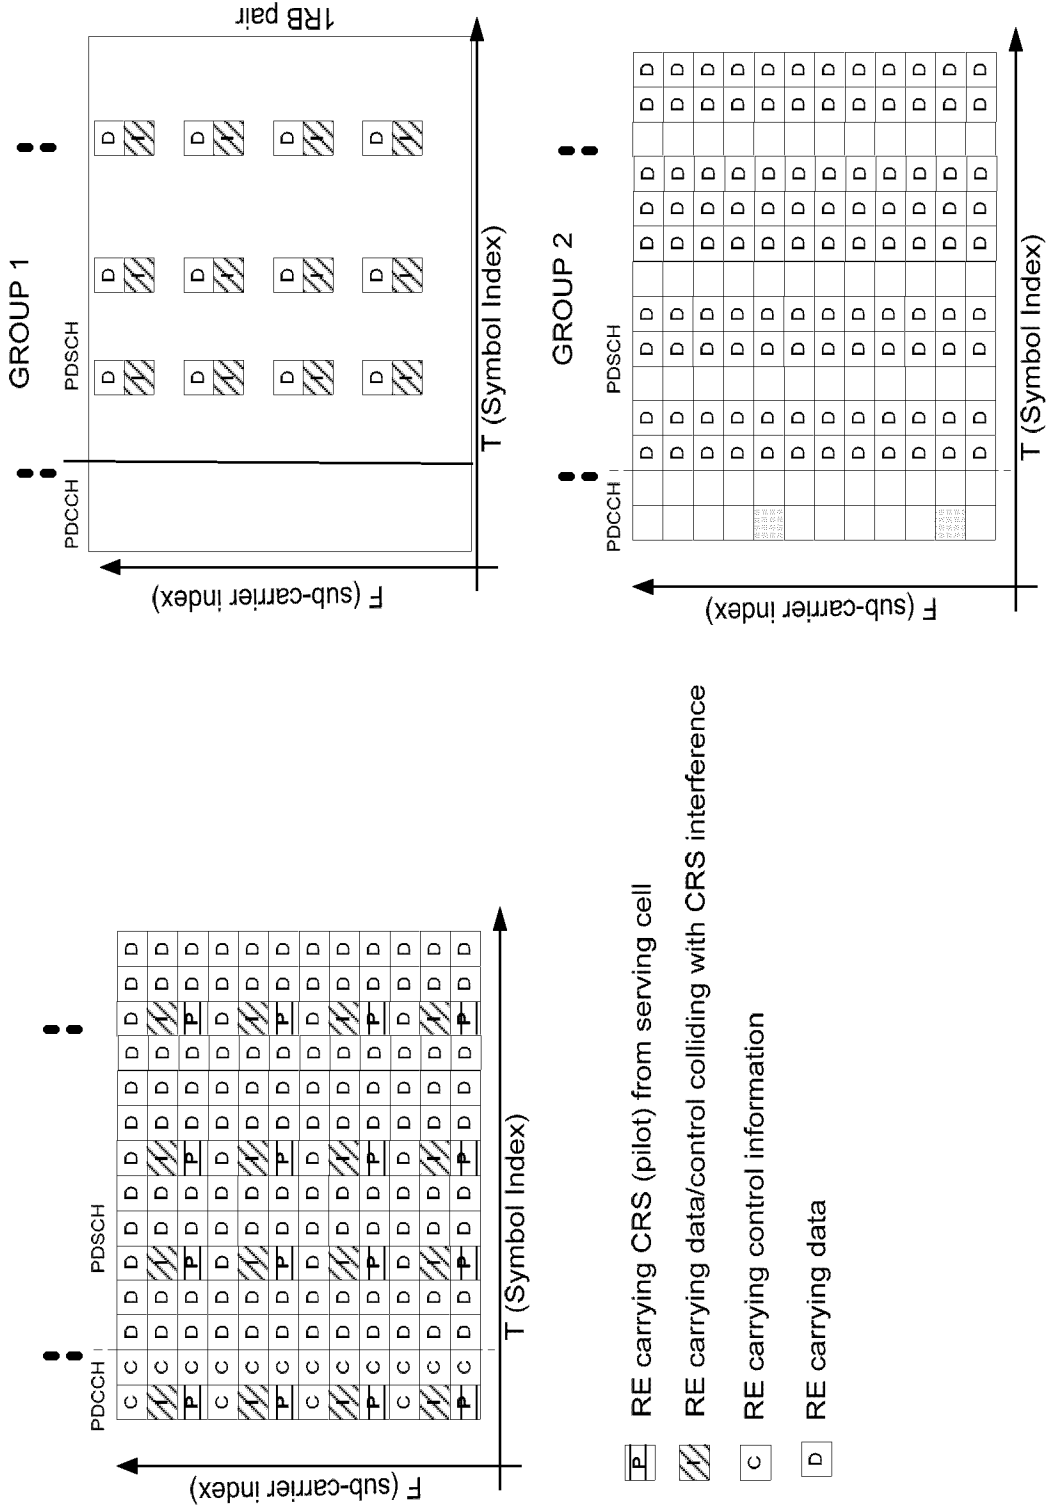 PDCCH PDSCH
C C D D D D D D D D D D D D
I C D D I D D I D D D I D D
P C D D P D D P D D D P D D
C C D D D D D D D D D D D D
I C D D I D D I D D D I D D
P C D D P D D P D D D P D D
C C D D D D D D D D D D D D
I C D D I D D I D D D I D D
P C D D P D D P D D D P D D
C C D D D D D D D D D D D D
I C D D I D D I D D D I D D
P C D D P D D P D D D P D D
F (sub-carrier index)
T (Symbol Index)
GROUP 1
PDCCH PDSCH
1RB pair
D D D
I I I
D D D
I I I
D D D
I I I
D D D
I I I
F (sub-carrier index)
T (Symbol Index)
P RE carrying CRS (pilot) from serving cell
I RE carrying data/control colliding with CRS interference
C RE carrying control information
D RE carrying data
GROUP 2
PDCCH PDSCH
D D D D D D D D D
D D D D D D D D D
D D D D D D D D D
D D D D D D D D D
D D D D D D D D D
D D D D D D D D D
D D D D D D D D D
D D D D D D D D D
D D D D D D D D D
D D D D D D D D D
D D D D D D D D D
D D D D D D D D D
F (sub-carrier index)
T (Symbol Index)